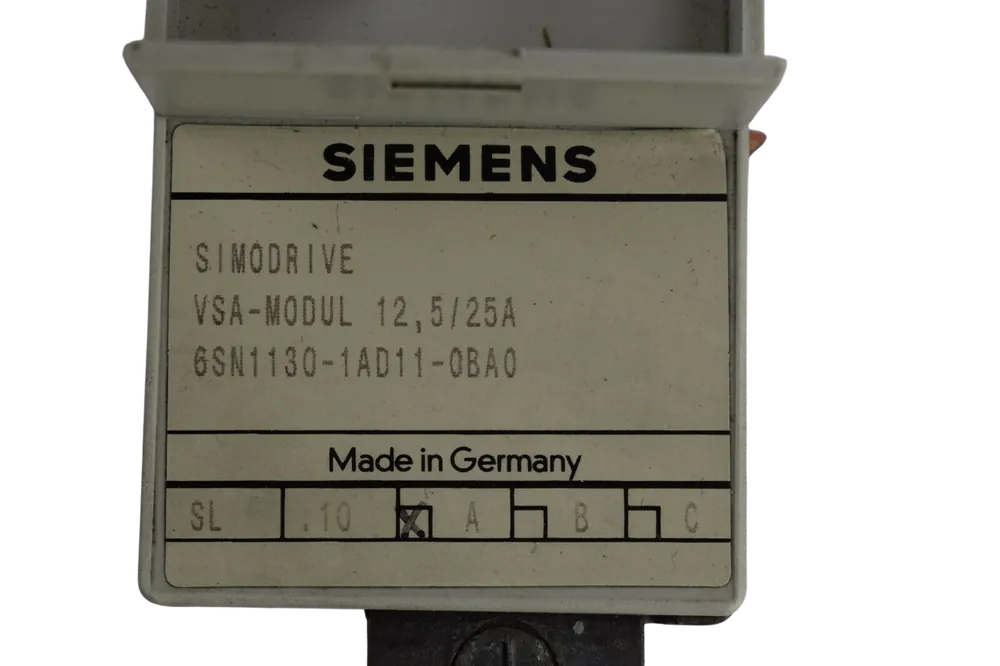 SIEMENS
SIMODRIVE
VSA-MODUL 12,5/25A
6SN1130-1AD11-0BA0
Made in Germany
SL .10 X A B C